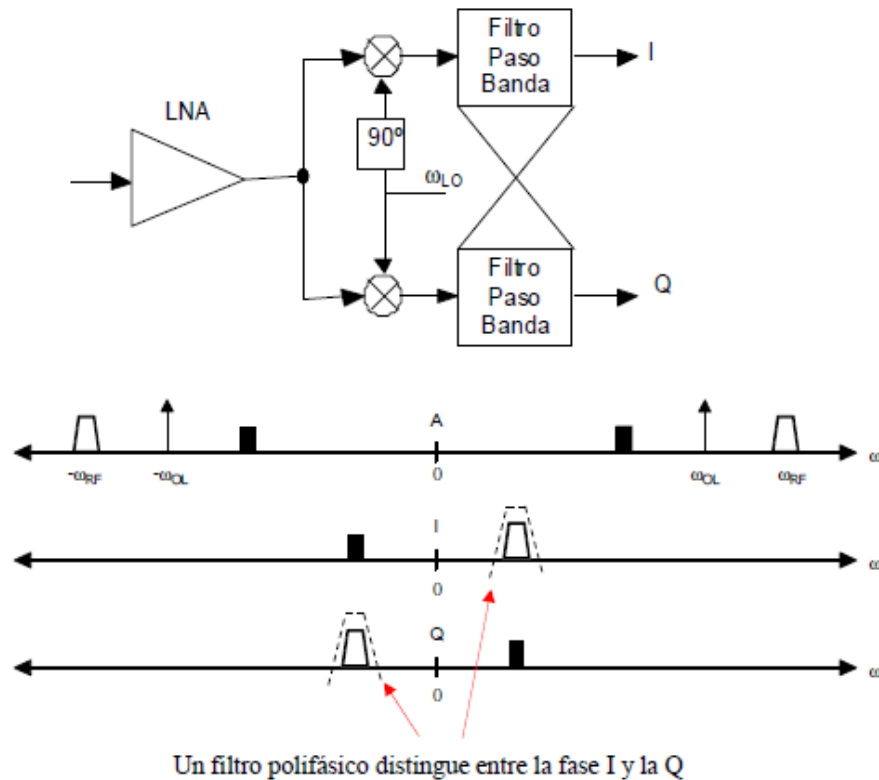 Filtro
Paso
Banda
I
LNA
90º
ωLO
Filtro
Paso
Banda
Q
A
-ωRF
-ωOL
0
ωOL
ωRF
ω
I
0
ω
Q
0
ω
Un filtro polifásico distingue entre la fase I y la Q